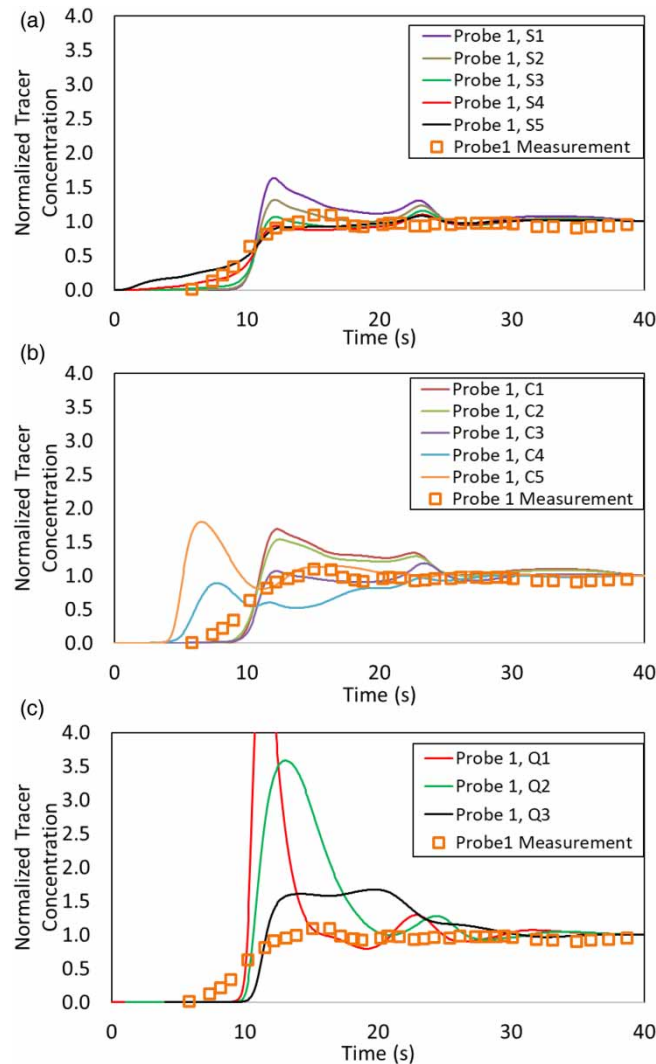 (a)
Normalized Tracer
Concentration
4.0
3.5
3.0
2.5
2.0
1.5
1.0
0.5
0.0
Probe 1, S1
Probe 1, S2
Probe 1, S3
Probe 1, S4
Probe 1, S5
Probe1 Measurement
0 10 20 30 40
Time (s)
(b)
Normalized Tracer
Concentration
4.0
3.5
3.0
2.5
2.0
1.5
1.0
0.5
0.0
Probe 1, C1
Probe 1, C2
Probe 1, C3
Probe 1, C4
Probe 1, C5
Probe 1 Measurement
0 10 20 30 40
Time (s)
(c)
Normalized Tracer
Concentration
4.0
3.5
3.0
2.5
2.0
1.5
1.0
0.5
0.0
Probe 1, Q1
Probe 1, Q2
Probe 1, Q3
Probe1 Measurement
0 10 20 30 40
Time (s)